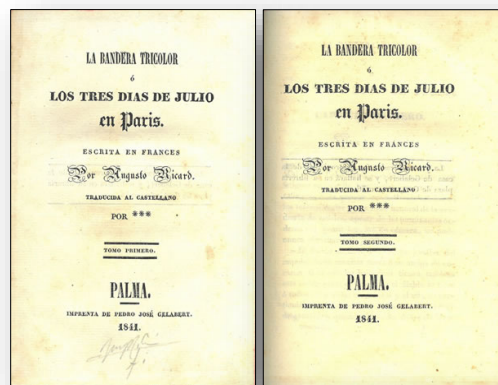 LA BANDERA TRICOLOR
ó
LOS TRES DIAS DE JULIO
en Paris.
ESCRITA EN FRANCES
Por Augusto Ricard.
TRADUCIDA AL CASTELLANO
POR ***
TOMO PRIMERO.
PALMA.
IMPRENTA DE PEDRO JOSÉ GELABERT.
1841.
LA BANDERA TRICOLOR
ó
LOS TRES DIAS DE JULIO
en Paris.
ESCRITA EN FRANCES
Por Augusto Ricard.
TRADUCIDA AL CASTELLANO
POR ***
TOMO SEGUNDO.
PALMA.
IMPRENTA DE PEDRO JOSÉ GELABERT.
1841.